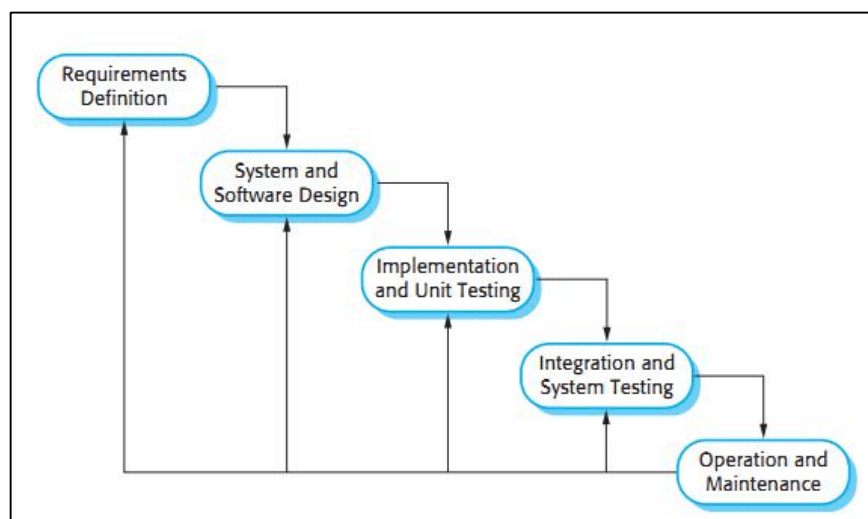 Requirements
Definition
System and
Software Design
Implementation
and Unit Testing
Integration and
System Testing
Operation and
Maintenance